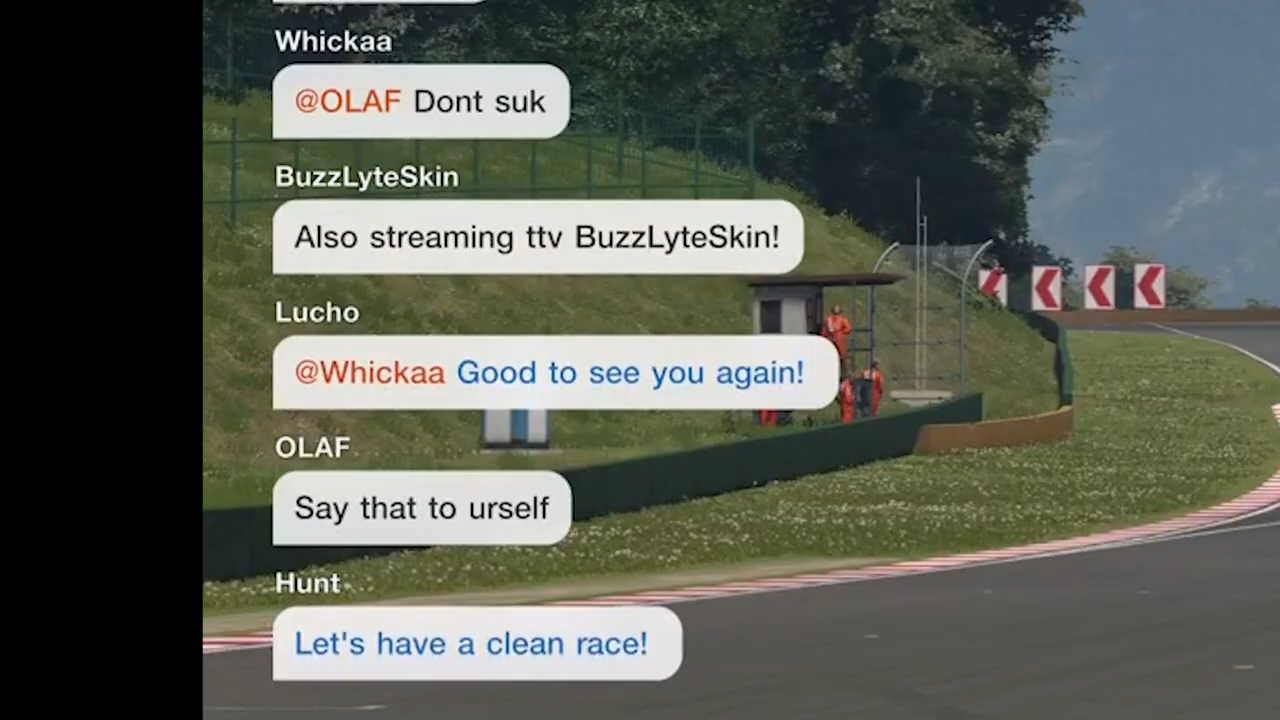 Whickaa
@OLAF Dont suk
BuzzLyteSkin
Also streaming ttv BuzzLyteSkin!
Lucho
@Whickaa Good to see you again!
OLAF
Say that to urself
Hunt
Let's have a clean race!